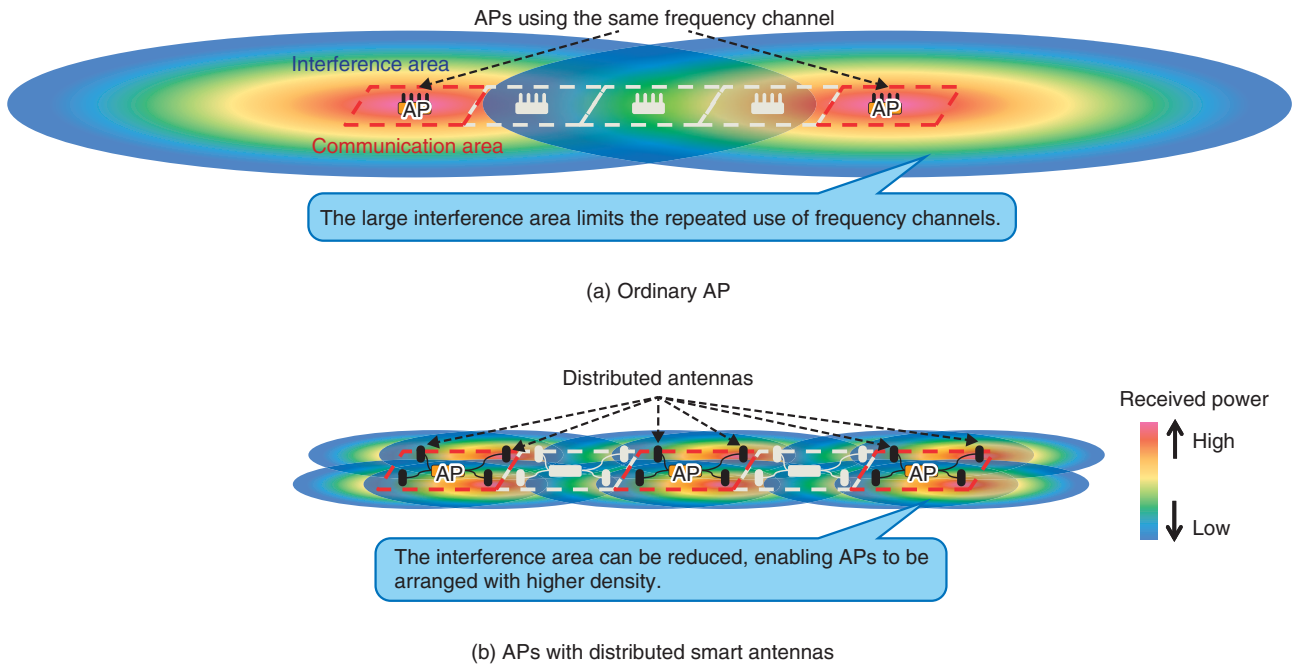 APs using the same frequency channel
Interference area
AP
AP
Communication area
The large interference area limits the repeated use of frequency channels.
(a) Ordinary AP
Distributed antennas
Received power
High
Low
AP
AP
AP
The interference area can be reduced, enabling APs to be
arranged with higher density.
(b) APs with distributed smart antennas